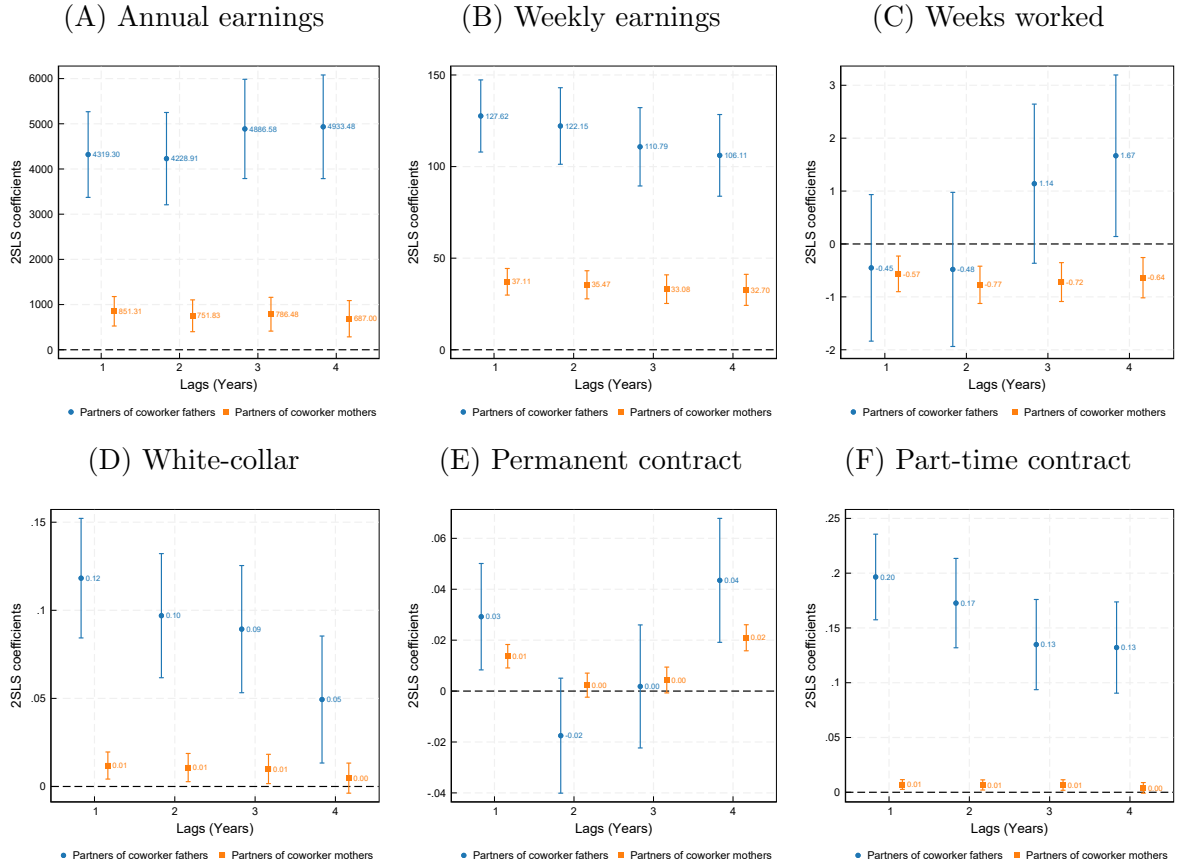 (A) Annual earnings
6000
5000
4000
3000
2000
1000
0
2SLS coefficients
4319.30
4228.91
4886.58
4933.48
851.31
751.83
786.48
687.00
1 2 3 4
Lags (Years)
Partners of coworker fathers Partners of coworker mothers
(B) Weekly earnings
150
100
50
0
2SLS coefficients
127.62
122.15
110.79
106.11
37.11
35.47
33.08
32.70
1 2 3 4
Lags (Years)
Partners of coworker fathers Partners of coworker mothers
(C) Weeks worked
3
2
1
0
-1
-2
2SLS coefficients
-0.45
-0.48
1.14
1.67
-0.57
-0.77
-0.72
-0.64
1 2 3 4
Lags (Years)
Partners of coworker fathers Partners of coworker mothers
(D) White-collar
.15
.1
.05
0
2SLS coefficients
0.12
0.10
0.09
0.05
0.01
0.01
0.01
0.00
1 2 3 4
Lags (Years)
Partners of coworker fathers Partners of coworker mothers
(E) Permanent contract
.06
.04
.02
0
-.02
-.04
2SLS coefficients
0.03
-0.02
0.00
0.04
0.01
0.00
0.00
0.02
1 2 3 4
Lags (Years)
Partners of coworker fathers Partners of coworker mothers
(F) Part-time contract
.25
.2
.15
.1
.05
0
2SLS coefficients
0.20
0.17
0.13
0.13
0.01
0.01
0.01
0.00
1 2 3 4
Lags (Years)
Partners of coworker fathers Partners of coworker mothers